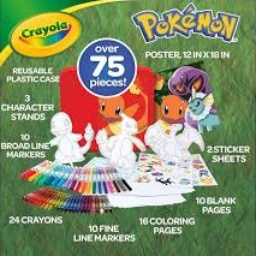 Crayola
POKÉMON
over
75
pieces!
POSTER, 12 IN X 18 IN
REUSABLE
PLASTIC CASE
3
CHARACTER
STANDS
10
BROAD LINE
MARKERS
2 STICKER
SHEETS
24 CRAYONS
10 FINE
LINE MARKERS
16 COLORING
PAGES
10 BLANK
PAGES